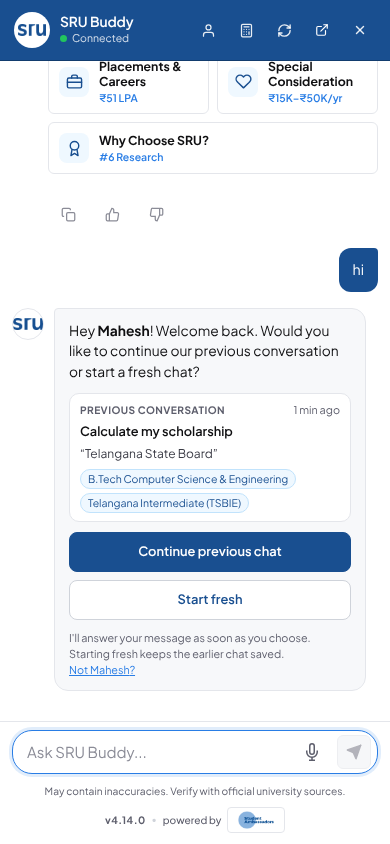 sru
SRU Buddy
Connected
Placements &
Careers
₹51 LPA
Special
Consideration
₹15K–₹50K/yr
Why Choose SRU?
#6 Research
hi
sru
Hey Mahesh! Welcome back. Would you
like to continue our previous conversation
or start a fresh chat?
PREVIOUS CONVERSATION
1 min ago
Calculate my scholarship
“Telangana State Board”
B.Tech Computer Science & Engineering
Telangana Intermediate (TSBIE)
Continue previous chat
Start fresh
I'll answer your message as soon as you choose.
Starting fresh keeps the earlier chat saved.
Not Mahesh?
Ask SRU Buddy...
May contain inaccuracies. Verify with official university sources.
v4.14.0 • powered by
Student
Ambassadors